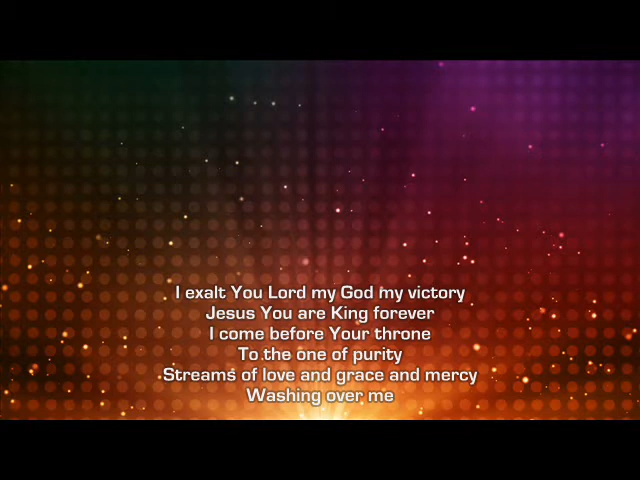 I exalt You Lord my God my victory
Jesus You are King forever
I come before Your throne
To the one of purity
Streams of love and grace and mercy
Washing over me